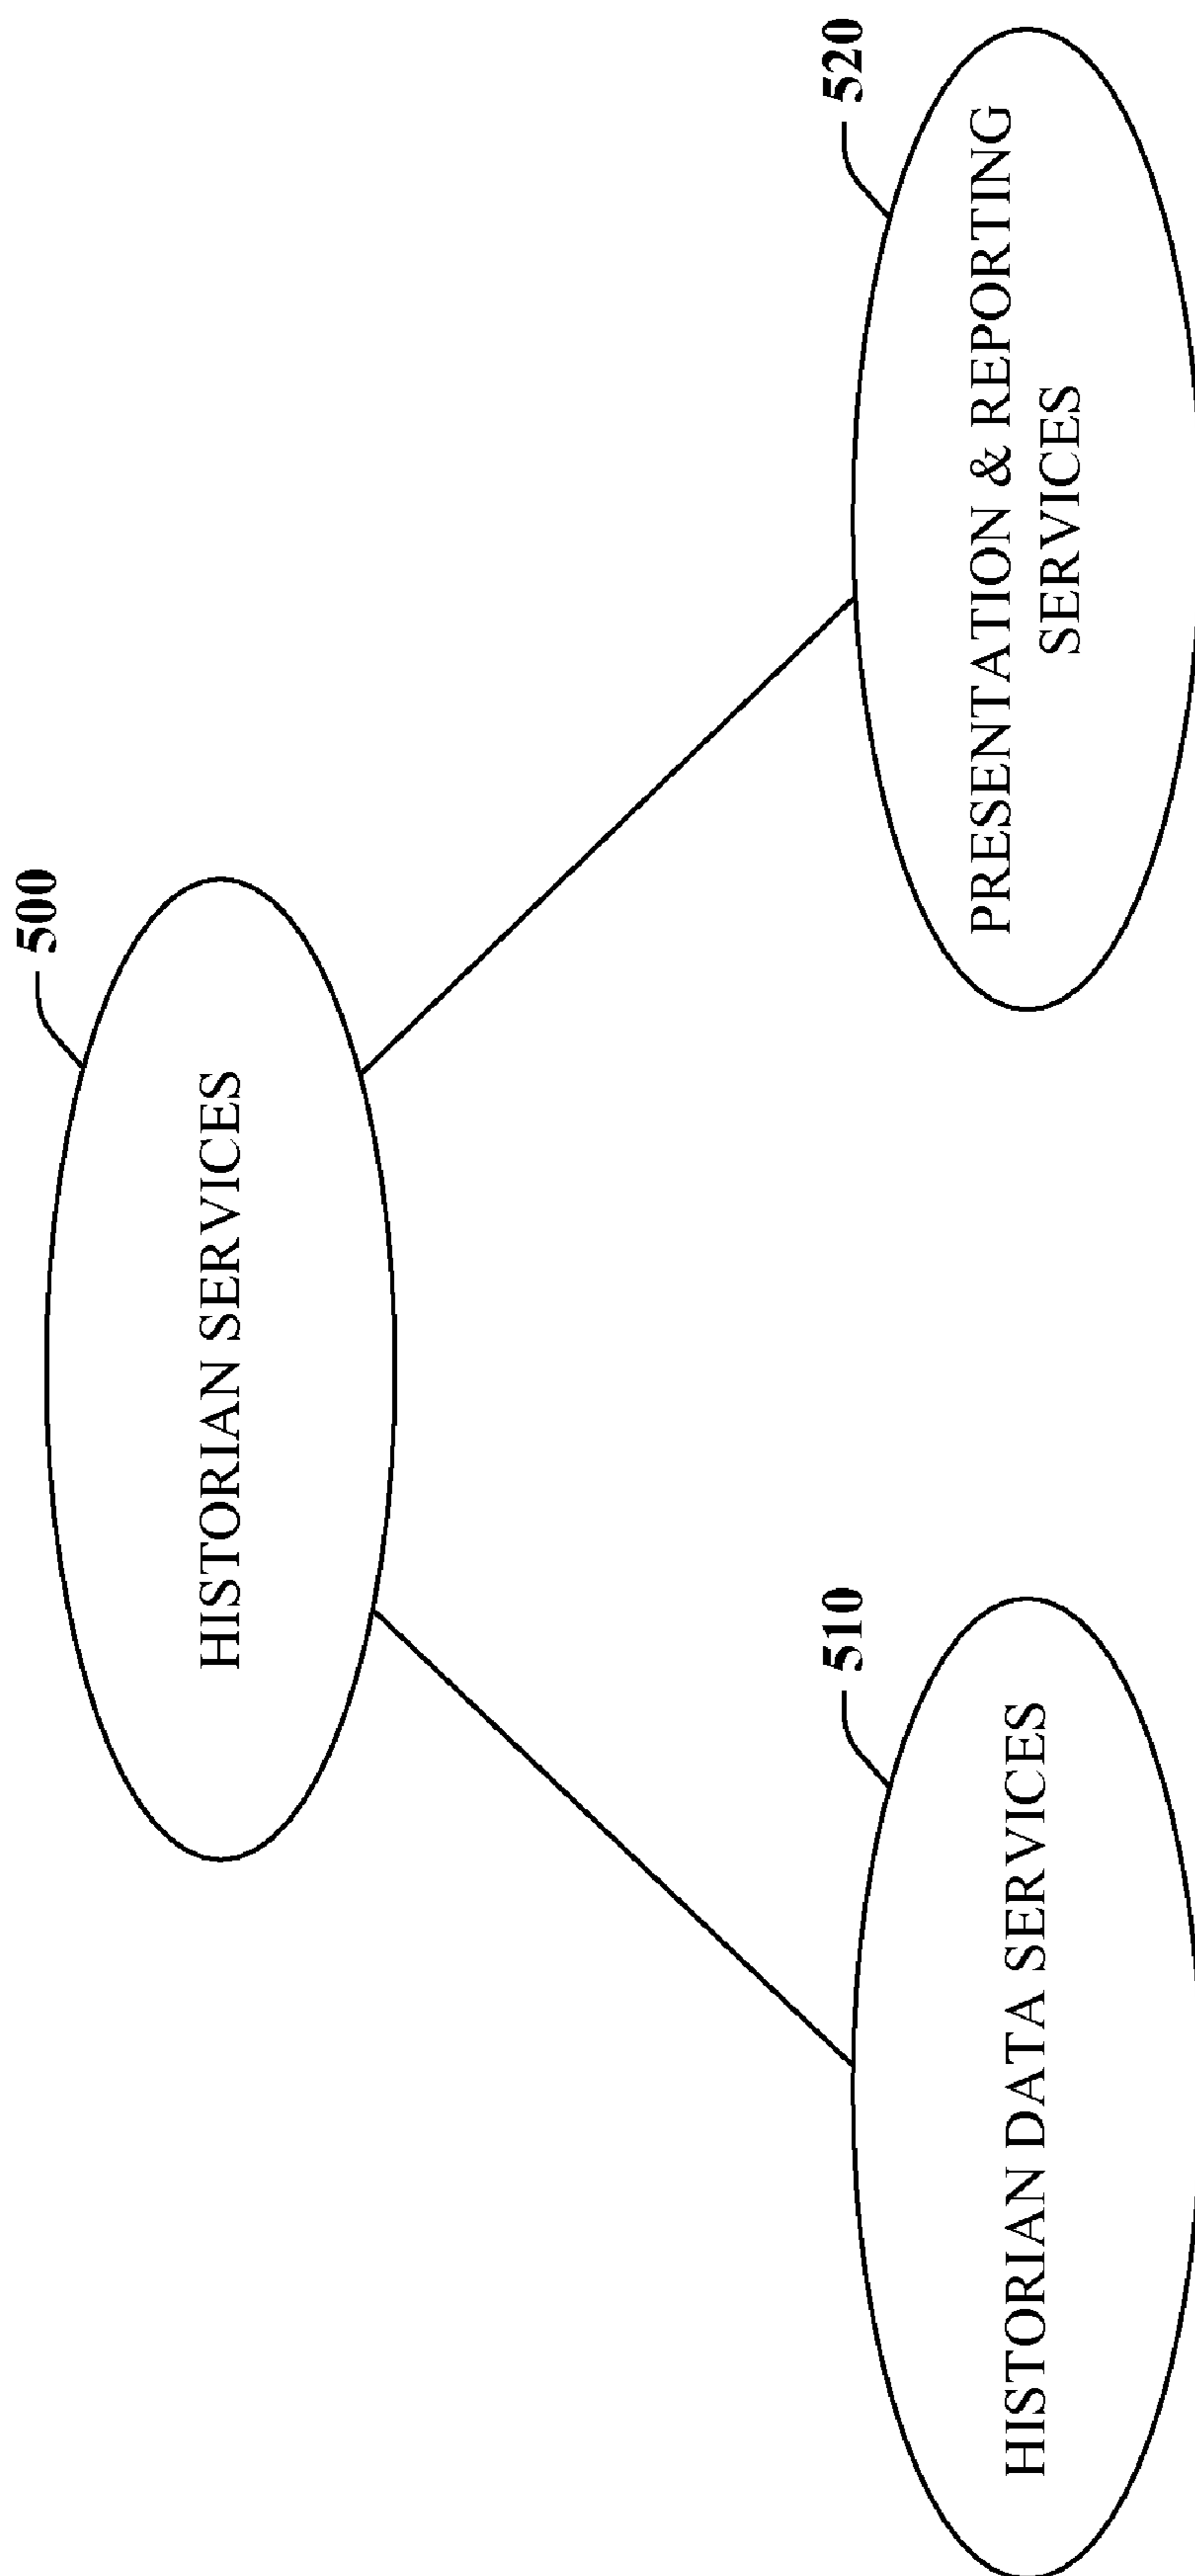 500
HISTORIAN SERVICES
510
HISTORIAN DATA SERVICES
520
PRESENTATION & REPORTING
SERVICES